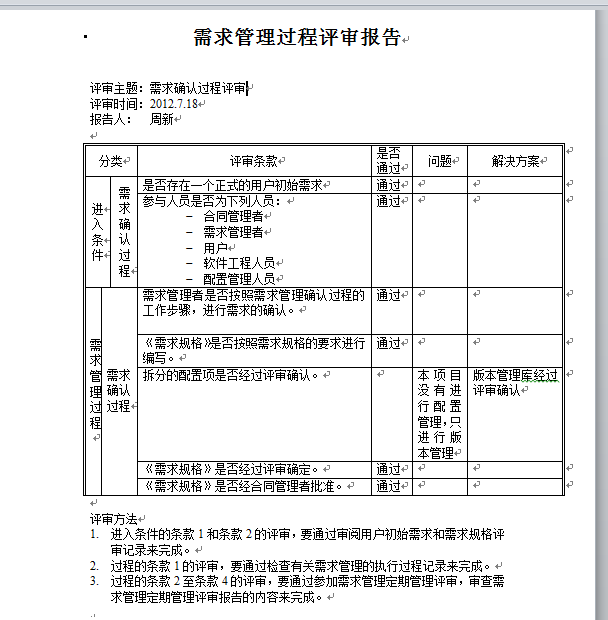 需求管理过程评审报告
评审主题：需求确认过程评审
评审时间：2012.7.18
报告人： 周新
分类 评审条款 是否通过 问题 解决方案
进入条件 需求确认过程 是否存在一个正式的用户初始需求 通过
参与人员是否为下列人员： 通过
– 合同管理者
– 需求管理者
– 用户
– 软件工程人员
– 配置管理人员
需求管理过程 需求确认过程 需求管理者是否按照需求管理确认过程的 通过
工作步骤，进行需求的确认。
《需求规格》是否按照需求规格的要求进行 通过
编写。
拆分的配置项是否经过评审确认。 本项目没有进行配置管理，只进行版本管理 版本管理库经过评审确认
《需求规格》是否经过评审确定。 通过
《需求规格》是否经合同管理者批准。 通过
评审方法
1. 进入条件的条款 1 和条款 2 的评审，要通过审阅用户初始需求和需求规格评
审记录来完成。
2. 过程的条款 1 的评审，要通过检查有关需求管理的执行过程记录来完成。
3. 过程的条款 2 至条款 4 的评审，要通过参加需求管理定期管理评审，审查需
求管理定期管理评审报告的内容来完成。